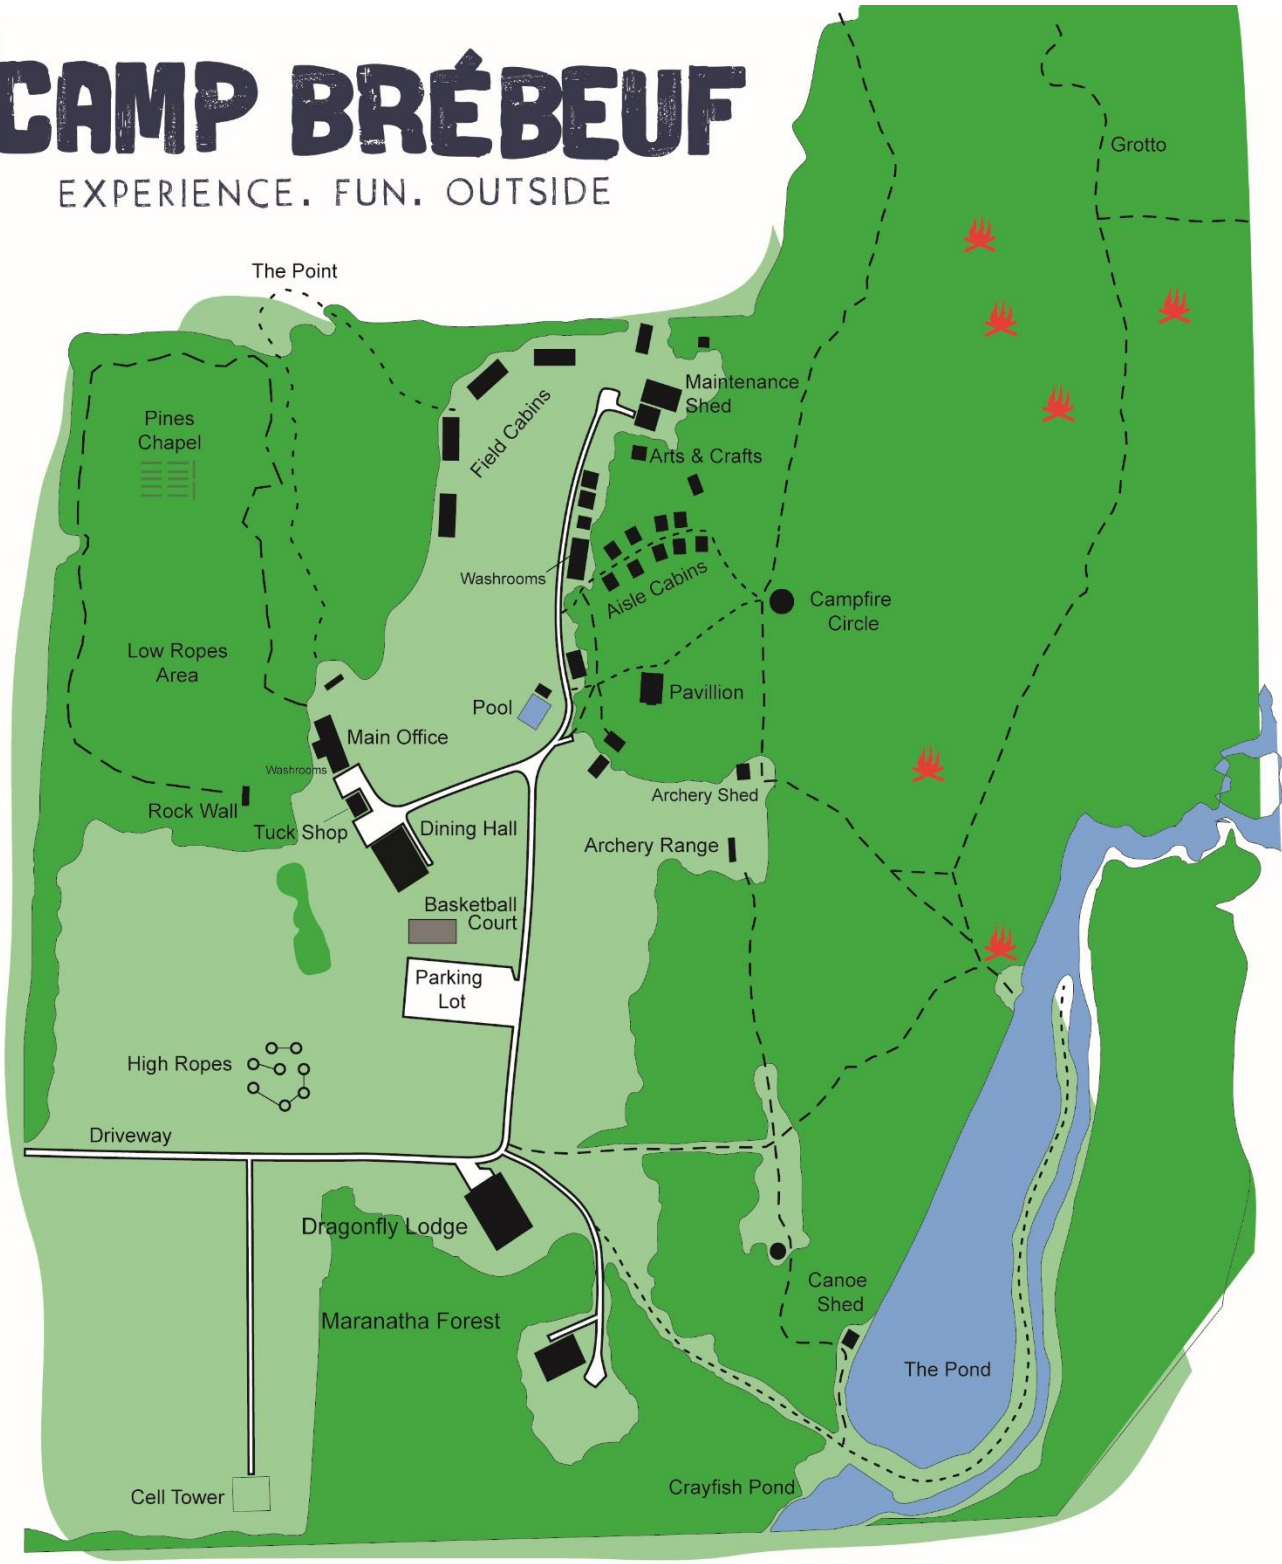 CAMP BRÉBEUF
EXPERIENCE. FUN. OUTSIDE
Grotto
The Point
Maintenance
Shed
Pines
Chapel
Field Cabins
Arts & Crafts
Washrooms
Aisle Cabins
Campfire
Circle
Low Ropes
Area
Pool
Pavillion
Main Office
Washrooms
Rock Wall
Tuck Shop
Dining Hall
Archery Shed
Archery Range
Basketball
Court
Parking
Lot
High Ropes
Driveway
Dragonfly Lodge
Canoe
Shed
Maranatha Forest
The Pond
Crayfish Pond
Cell Tower